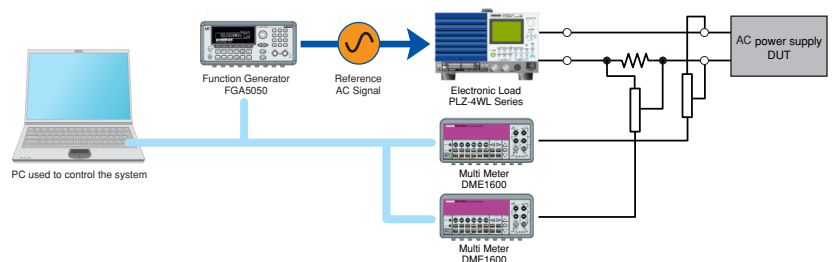 AC power supply
DUT
Function Generator
FGA5050
Reference
AC Signal
Electronic Load
PLZ-4WL Series
PC used to control the system
Multi Meter
DME1600
Multi Meter
DME1600